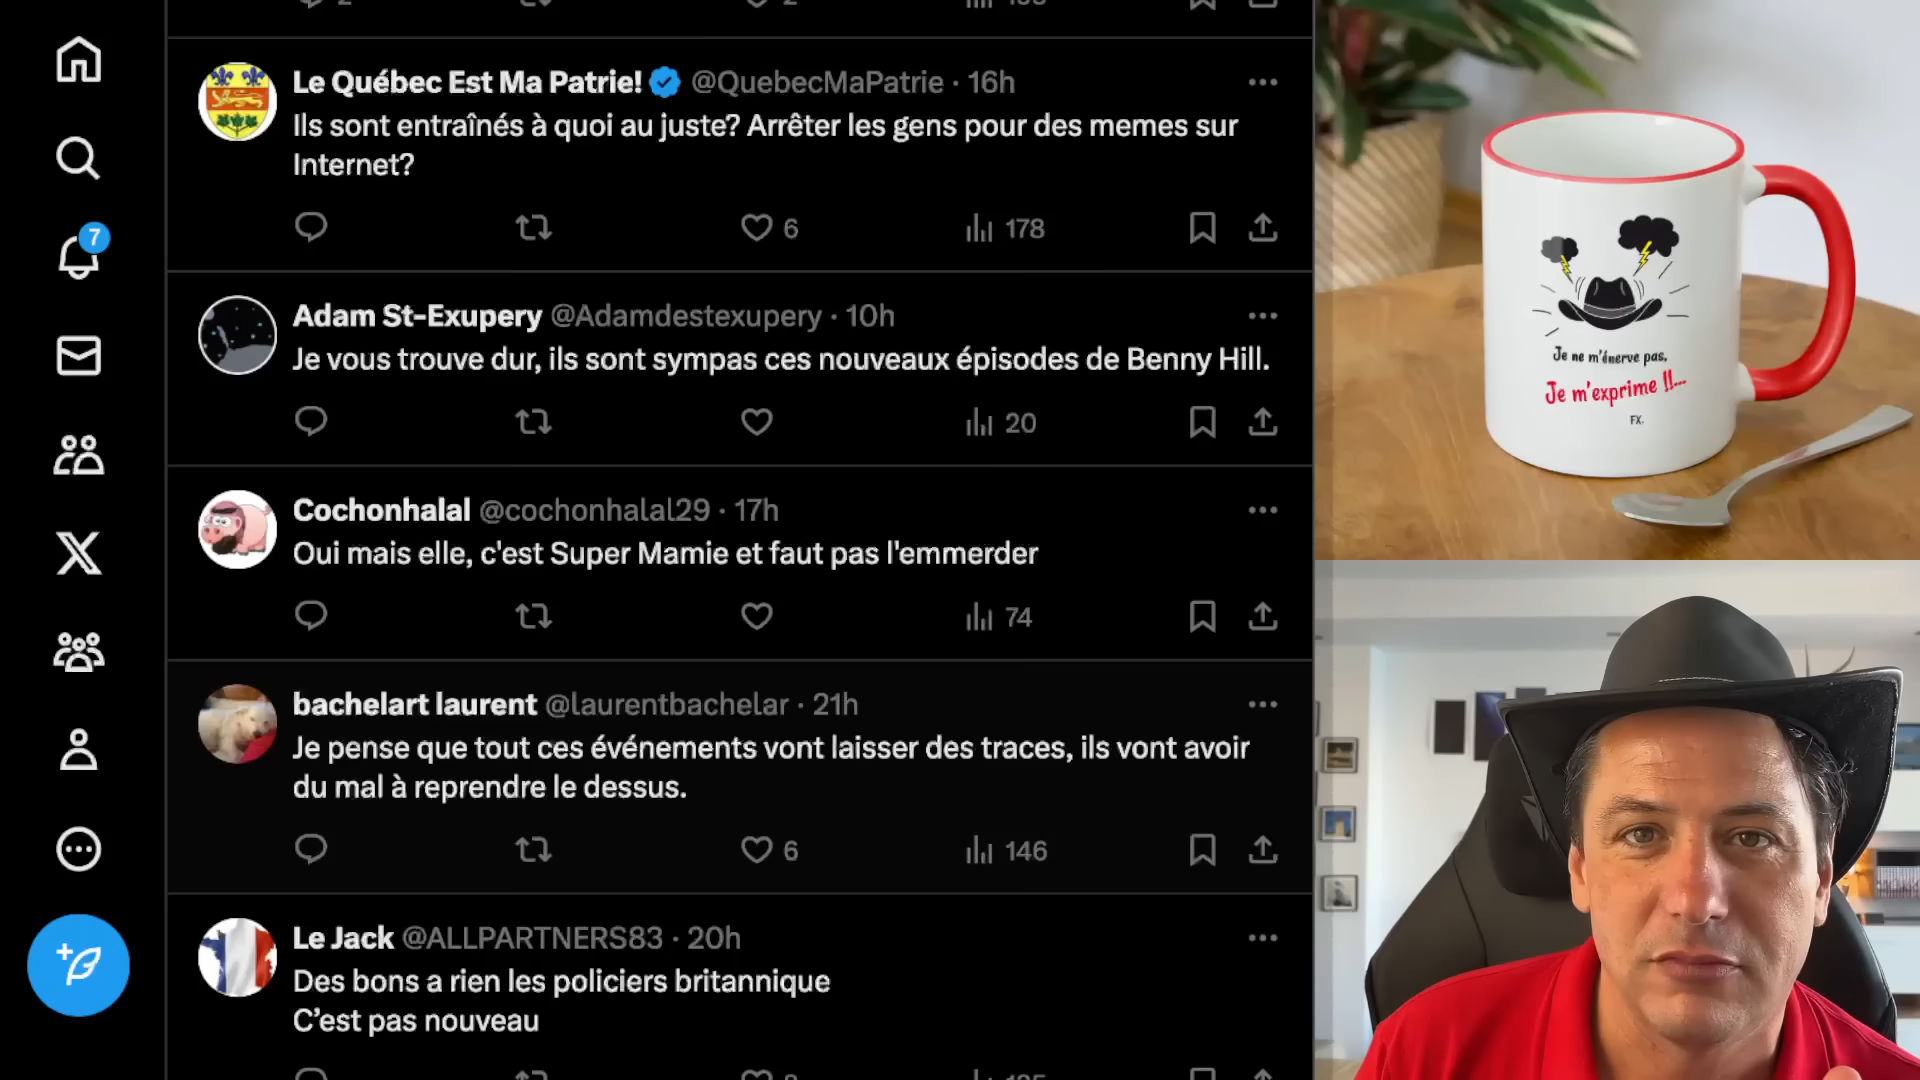 7
Le Québec Est Ma Patrie! @QuebecMaPatrie · 16h
Ils sont entraînés à quoi au juste? Arrêter les gens pour des memes sur
Internet?
6
178
Adam St-Exupery @Adamdestexupery · 10h
Je vous trouve dur, ils sont sympas ces nouveaux épisodes de Benny Hill.
20
Cochonhalal @cochonhalal29 · 17h
Oui mais elle, c'est Super Mamie et faut pas l'emmerder
74
bachelart laurent @laurentbachelar · 21h
Je pense que tout ces événements vont laisser des traces, ils vont avoir
du mal à reprendre le dessus.
6
146
Le Jack @ALLPARTNERS83 · 20h
Des bons a rien les policiers britannique
C’est pas nouveau
Je ne m'énerve pas,
Je m'exprime !!...
FX.